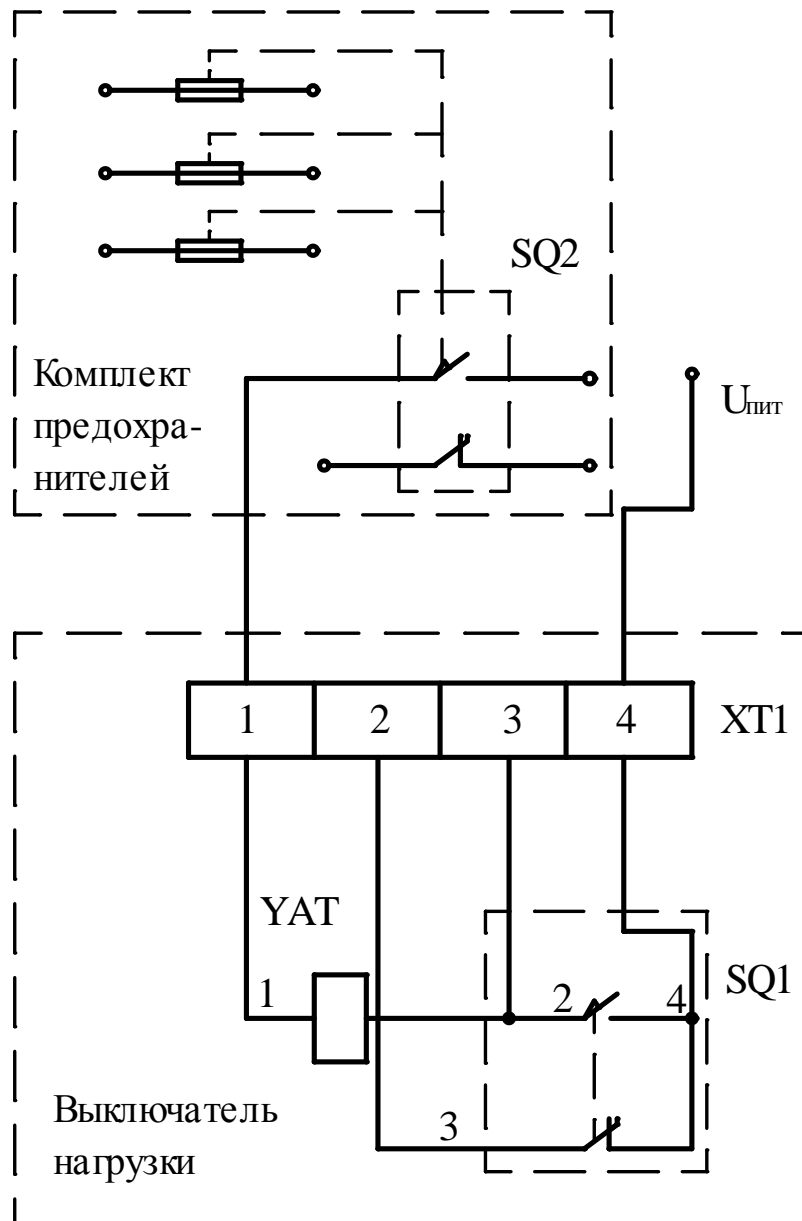 SQ2
Комплект
предохра-
нителей
Uпит
1 2 3 4 XT1
YAT
SQ1
1 2 4
3
Выключатель
нагрузки